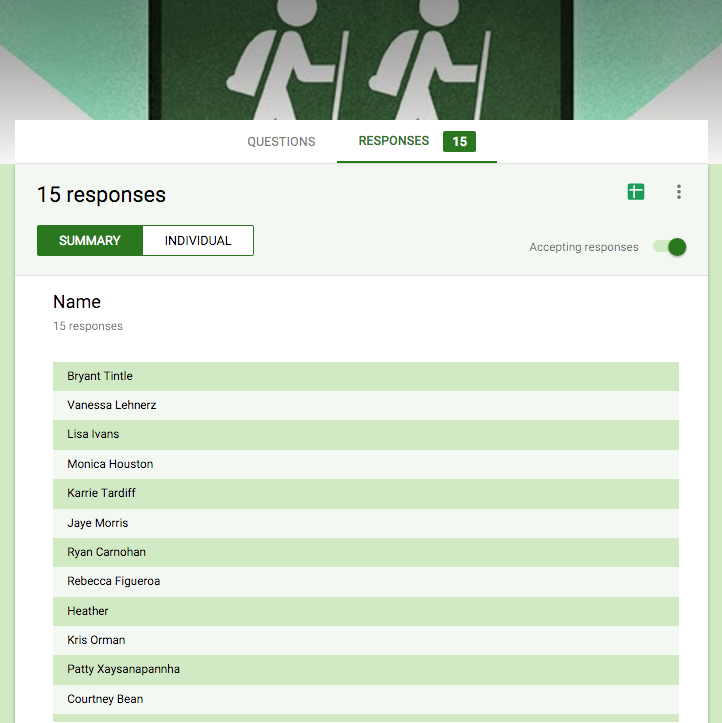 QUESTIONS RESPONSES 15
15 responses
SUMMARY INDIVIDUAL
Accepting responses
Name
15 responses
Bryant Tintle
Vanessa Lehnerz
Lisa Ivans
Monica Houston
Karrie Tardiff
Jaye Morris
Ryan Carnohan
Rebecca Figueroa
Heather
Kris Orman
Patty Xaysanapannha
Courtney Bean